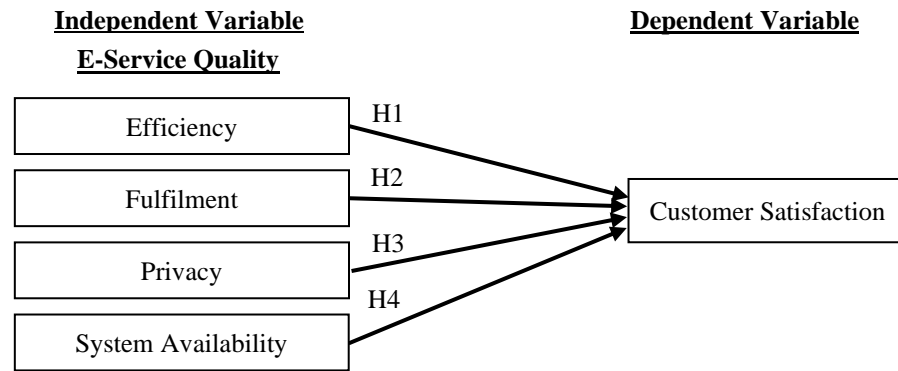 Independent Variable
E-Service Quality
Dependent Variable
Efficiency
H1
Fulfilment
H2
Privacy
H3
System Availability
H4
Customer Satisfaction